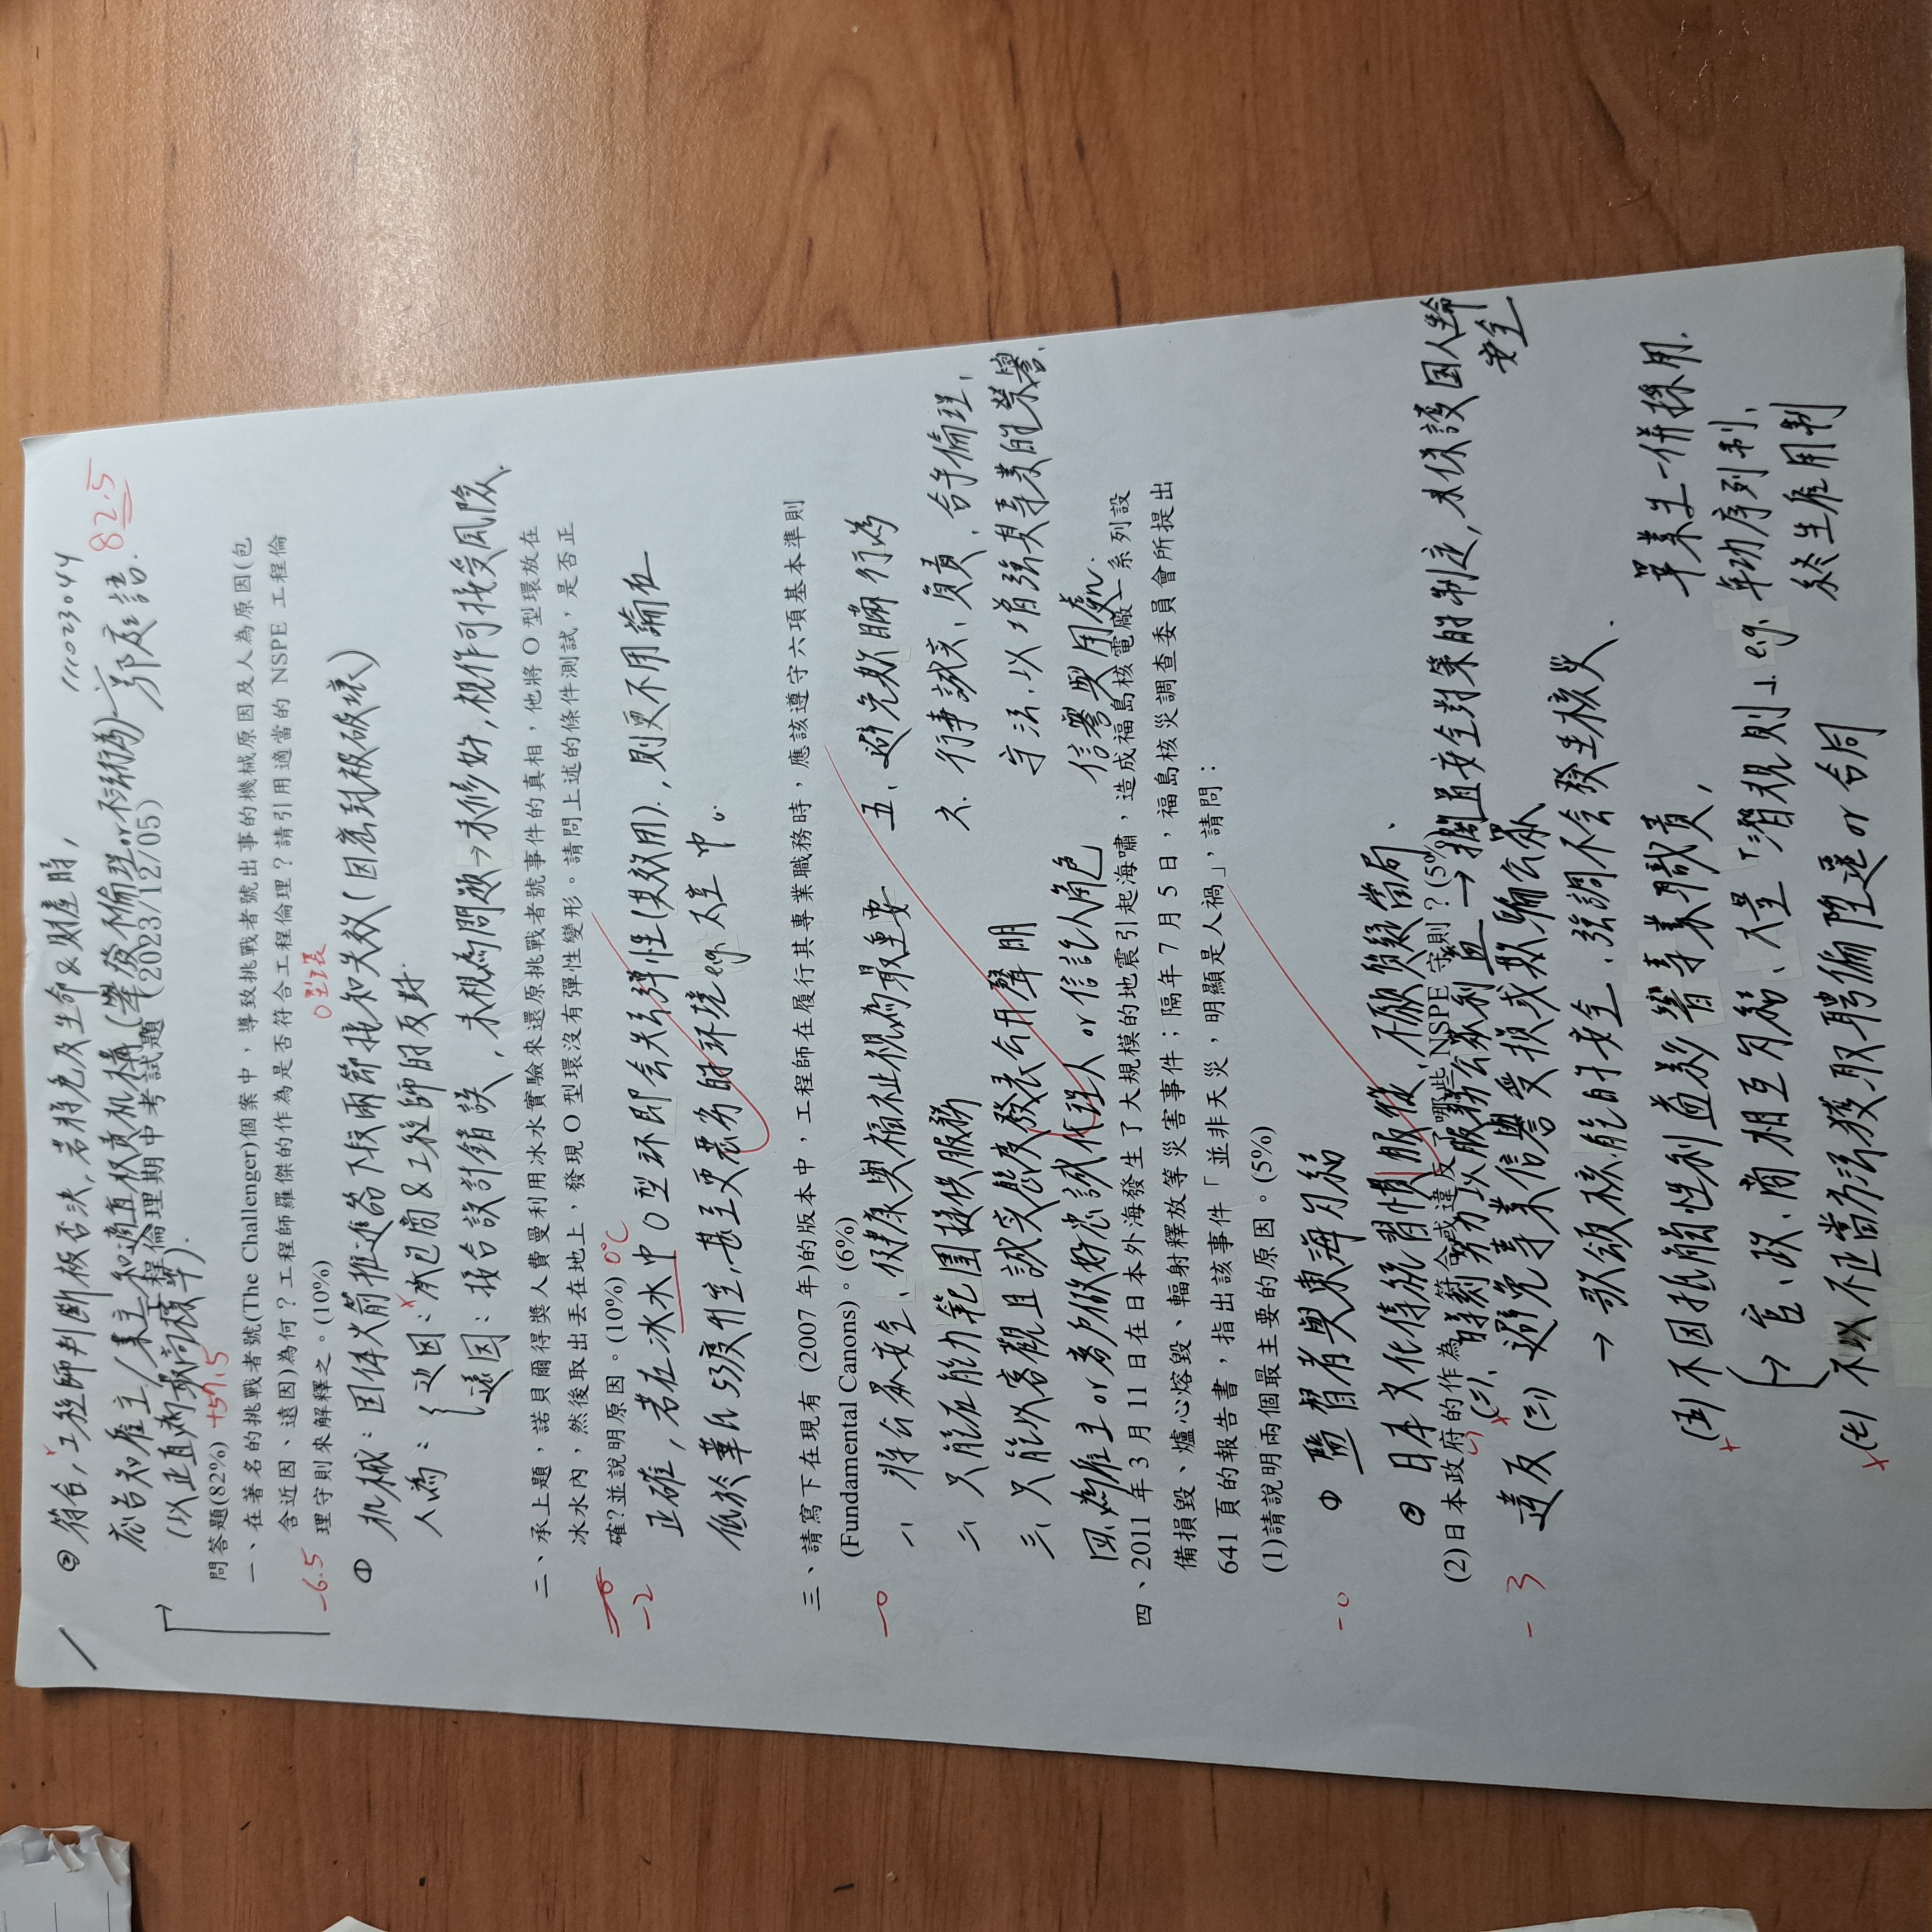 ②符合,工程師判斷被否決,若將危及生命&財產時,
111023044
應告知雇主/業主和適宜权責机構(舉發不倫理or不法行為)
郭庭語.
82.5
工程倫理期中考試題(2023/12/05)
(以正直為最高標準).
問答題(82%) +57.5
一、在著名的挑戰者號(The Challenger)個案中,導致挑戰者號出事的機械原因及人為原因(包
含近因、遠因)為何?工程師羅傑的作為是否符合工程倫理?請引用適當的 NSPE 工程倫
-6.5 理守則來解釋之。(10%)
O型環
① 机械:固体火箭推進器下段兩節接知失效(因密封被破壞)
人為: 近因:承包商&工程師的反對.
遠因:接合設計錯誤,未視為問題→未修好,視作可接受風險.
二、承上題,諾貝爾得獎人費曼利用冰水實驗來還原挑戰者號事件的真相,他將 O 型環放在
冰水內,然後取出丟在地上,發現 O 型環沒有彈性變形。請問上述的條件測試,是否正
確?並說明原因。(10%) 0°C
-2
正確,若在冰水中O型环即会失去彈性(其效用).,則更不用論在
低於華氏53度升空,甚至更惡劣的环境e.g.太空中。
三、請寫下在現有 (2007 年)的版本中,工程師在履行其專業職務時,應該遵守六項基本準則
(Fundamental Canons)。(6%)
-0
一、將公眾安全、健康與福祉視為最重要
二、只能在能力範圍提供服務
三、只能以客觀且誠实態度發表公开聲明
四、為雇主or客戶做好忠誠代理人or信託人角色
五、避免欺瞞行為
六、行事誠实、負責、合乎倫理、
守法,以增強其專業的榮譽、
信譽與用處.
四、2011 年 3 月 11 日在日本外海發生了大規模的地震引起海嘯,造成福島核電廠一系列設
備損毀、爐心熔毀、輻射釋放等災害事件;隔年 7 月 5 日,福島核災調查委員會所提出
641 頁的報告書,指出該事件「並非天災,明顯是人禍」,請問:
(1)請說明兩個最主要的原因。(5%)
-0
① 監督者與東海勾結
② 日本文化傳統習慣服從,不願質疑當局.
(2)日本政府的作為,符合或違反了哪些 NSPE 守則?(5%)
(二)、時刻努力以服務公眾利益→擱置安全對策的制定,未保護国人生命
安全
-3 違反(三) 避免專業信譽受損或欺騙公眾
→歌頌核能的安全,強調不会發生核災.
(五)不因抵觸性利益影響專業職責,
→官、政、商相互勾結、大量「潛規則」. e.g.
畢業生一併採用.
年功序列制、
終生雇用制
(七) 不以不正當方法獲取聘僱陞遷or合同